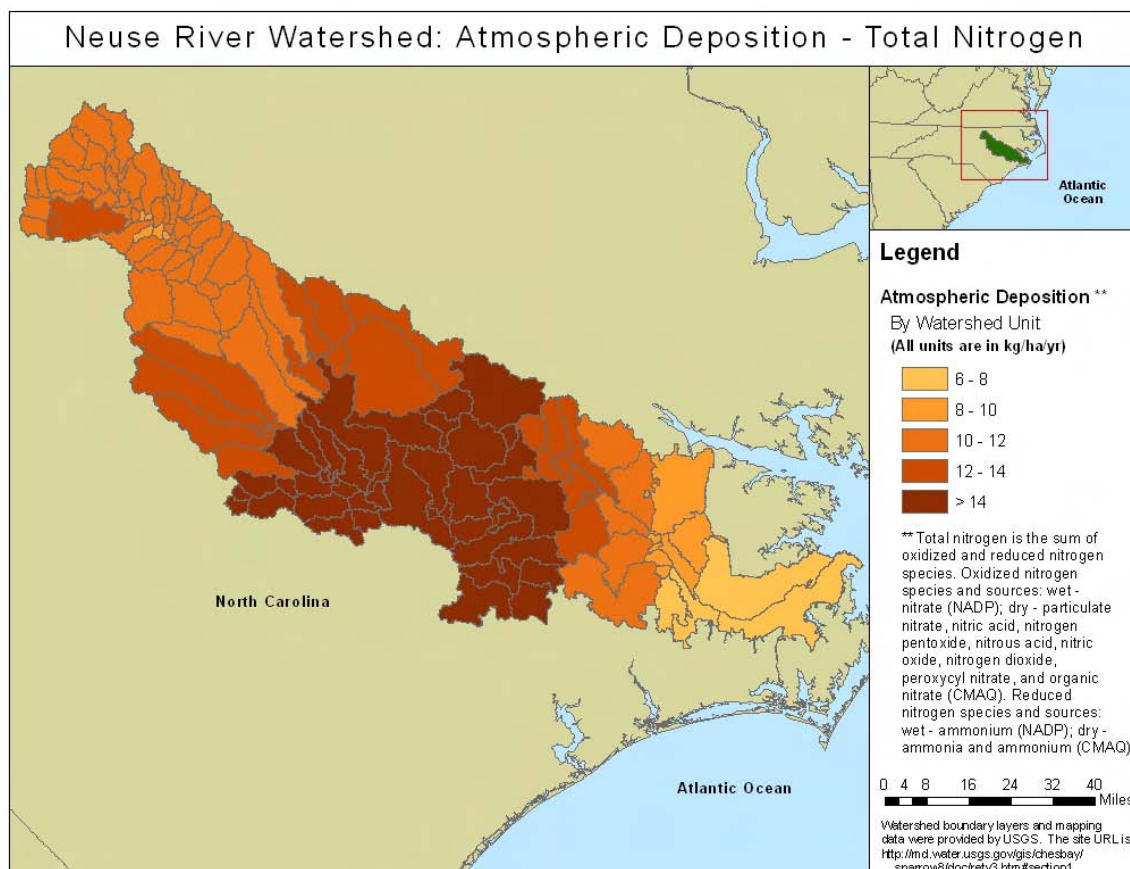 Neuse River Watershed: Atmospheric Deposition - Total Nitrogen
Atlantic
Ocean
Legend
Atmospheric Deposition **
By Watershed Unit
(All units are in kg/ha/yr)
6 - 8
8 - 10
10 - 12
12 - 14
> 14
** Total nitrogen is the sum of
oxidized and reduced nitrogen
species. Oxidized nitrogen
species and sources: wet -
nitrate (NADP); dry - particulate
nitrate, nitric acid, nitrogen
pentoxide, nitrous acid, nitric
oxide, nitrogen dioxide,
peroxycyl nitrate, and organic
nitrate (CMAQ). Reduced
nitrogen species and sources:
wet - ammonium (NADP); dry -
ammonia and ammonium (CMAQ)
North Carolina
Atlantic Ocean
0 4 8 16 24 32 40
Miles
Watershed boundary layers and mapping
data were provided by USGS. The site URL is
http://md.water.usgs.gov/gis/chesbay/